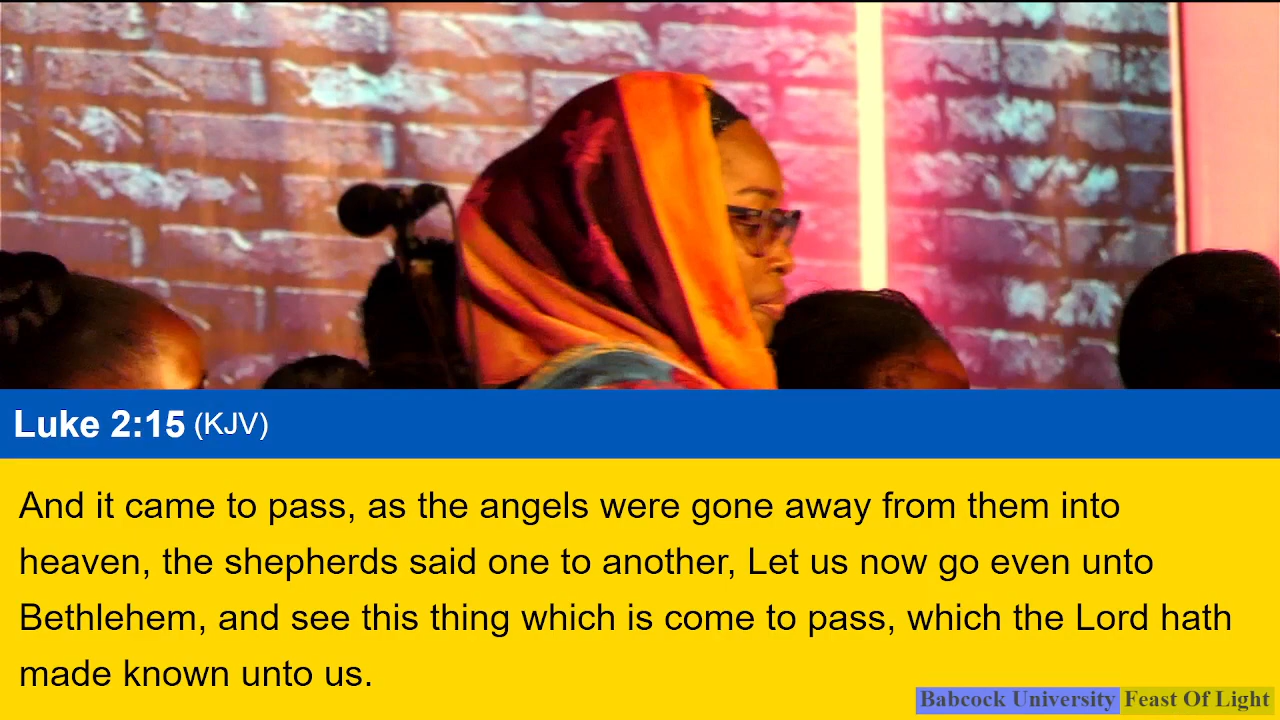 Luke 2:15 (KJV)
And it came to pass, as the angels were gone away from them into
heaven, the shepherds said one to another, Let us now go even unto
Bethlehem, and see this thing which is come to pass, which the Lord hath
made known unto us.
Babcock University Feast Of Light